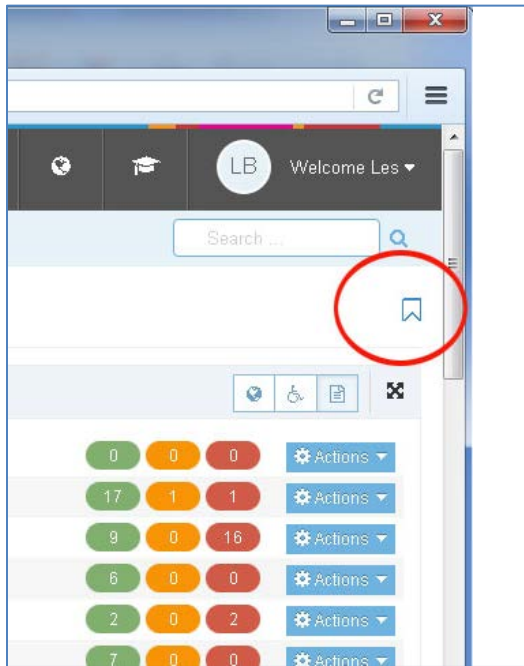 LB Welcome Les
Search ...
0 0 0 Actions
17 1 1 Actions
9 0 16 Actions
6 0 0 Actions
2 0 2 Actions
7 0 0 Actions